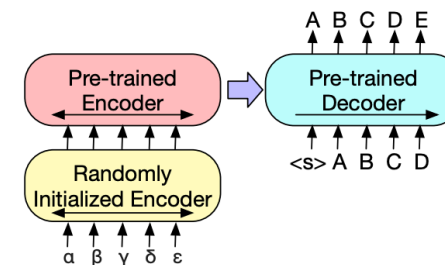 A B C D E
Pre-trained
Encoder
Pre-trained
Decoder
<s> A B C D
Randomly
Initialized Encoder
α β γ δ ε